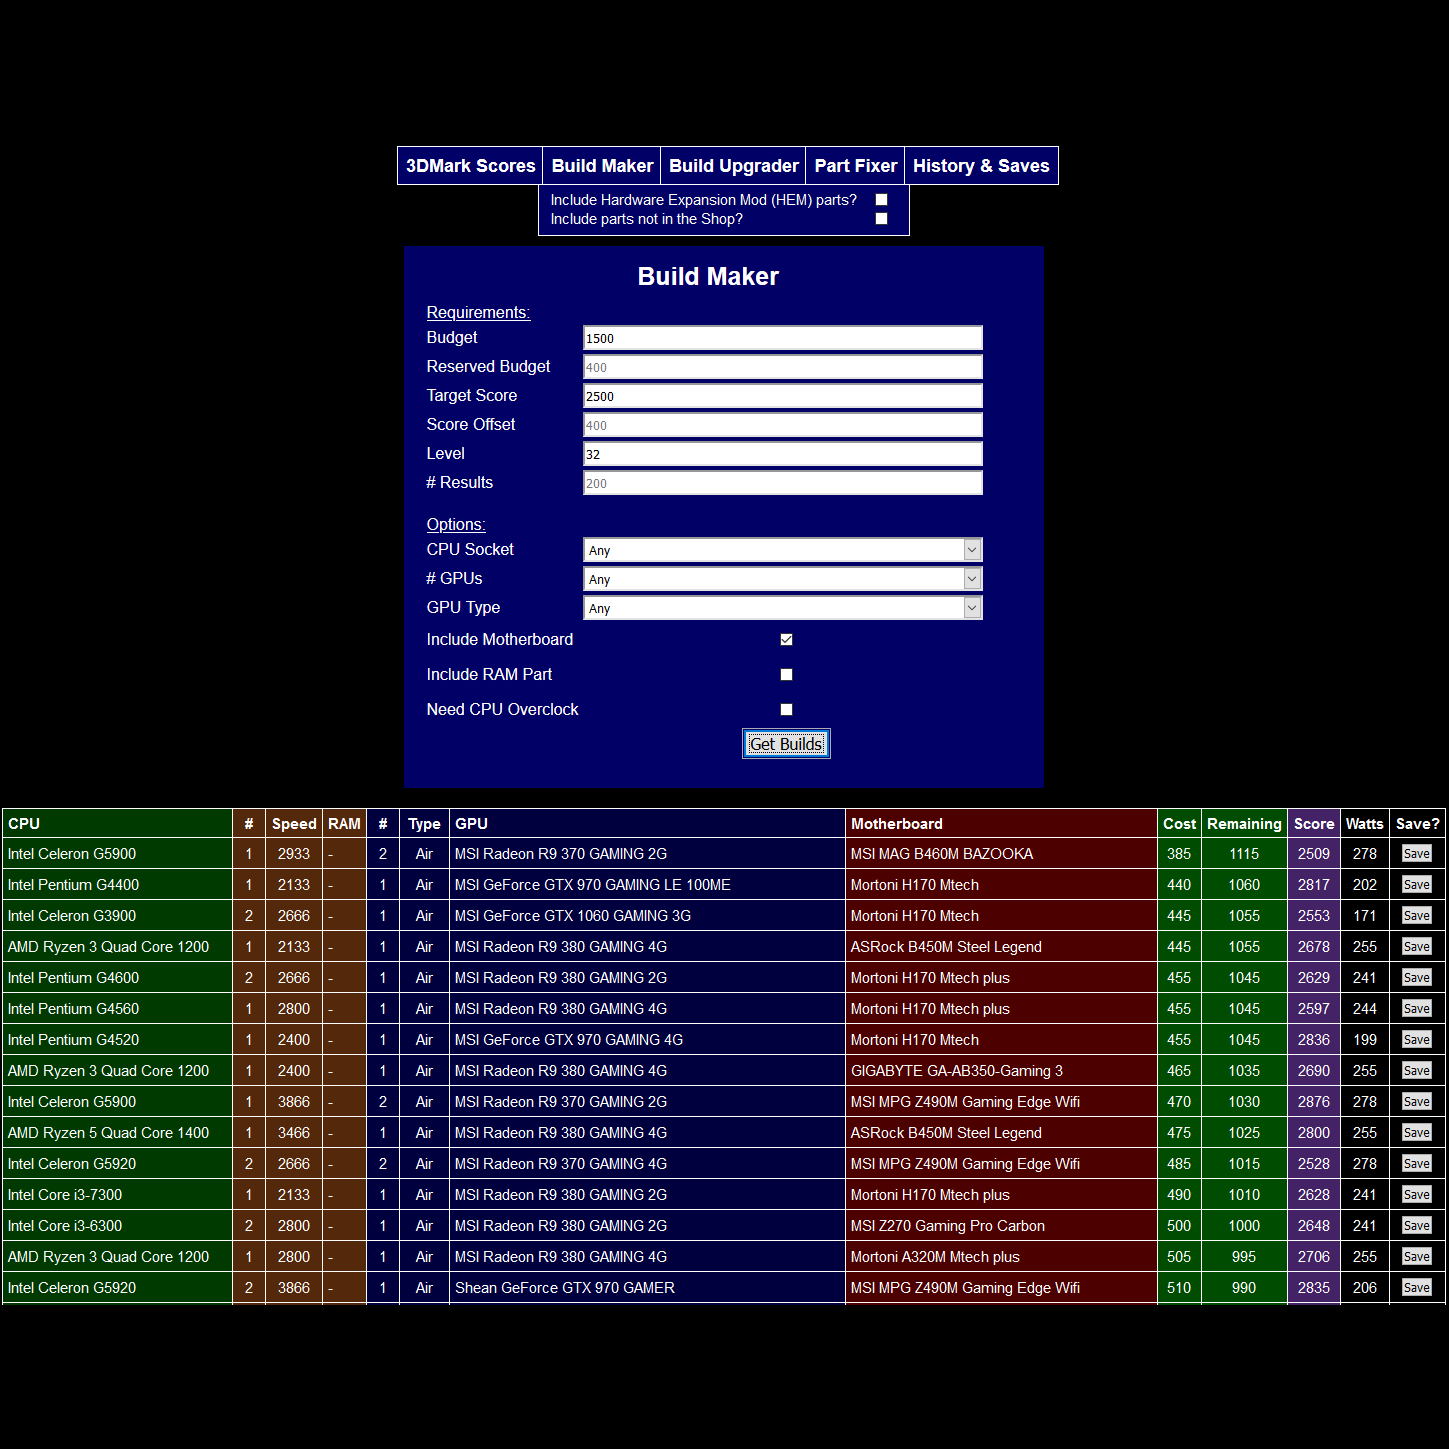 3DMark Scores Build Maker Build Upgrader Part Fixer History & Saves
Include Hardware Expansion Mod (HEM) parts?
Include parts not in the Shop?
Build Maker
Requirements:
Budget 1500
Reserved Budget 400
Target Score 2500
Score Offset 400
Level 32
# Results 200
Options:
CPU Socket Any
# GPUs Any
GPU Type Any
Include Motherboard
Include RAM Part
Need CPU Overclock
Get Builds
CPU # Speed RAM # Type GPU Motherboard Cost Remaining Score Watts Save?
Intel Celeron G5900 1 2933 - 2 Air MSI Radeon R9 370 GAMING 2G MSI MAG B460M BAZOOKA 385 1115 2509 278 Save
Intel Pentium G4400 1 2133 - 1 Air MSI GeForce GTX 970 GAMING LE 100ME Mortoni H170 Mtech 440 1060 2817 202 Save
Intel Celeron G3900 2 2666 - 1 Air MSI GeForce GTX 1060 GAMING 3G Mortoni H170 Mtech 445 1055 2553 171 Save
AMD Ryzen 3 Quad Core 1200 1 2133 - 1 Air MSI Radeon R9 380 GAMING 4G ASRock B450M Steel Legend 445 1055 2678 255 Save
Intel Pentium G4600 2 2666 - 1 Air MSI Radeon R9 380 GAMING 2G Mortoni H170 Mtech plus 455 1045 2629 241 Save
Intel Pentium G4560 1 2800 - 1 Air MSI Radeon R9 380 GAMING 4G Mortoni H170 Mtech plus 455 1045 2597 244 Save
Intel Pentium G4520 1 2400 - 1 Air MSI GeForce GTX 970 GAMING 4G Mortoni H170 Mtech 455 1045 2836 199 Save
AMD Ryzen 3 Quad Core 1200 1 2400 - 1 Air MSI Radeon R9 380 GAMING 4G GIGABYTE GA-AB350-Gaming 3 465 1035 2690 255 Save
Intel Celeron G5900 1 3866 - 2 Air MSI Radeon R9 370 GAMING 2G MSI MPG Z490M Gaming Edge Wifi 470 1030 2876 278 Save
AMD Ryzen 5 Quad Core 1400 1 3466 - 1 Air MSI Radeon R9 380 GAMING 4G ASRock B450M Steel Legend 475 1025 2800 255 Save
Intel Celeron G5920 2 2666 - 2 Air MSI Radeon R9 370 GAMING 4G MSI MPG Z490M Gaming Edge Wifi 485 1015 2528 278 Save
Intel Core i3-7300 1 2133 - 1 Air MSI Radeon R9 380 GAMING 2G Mortoni H170 Mtech plus 490 1010 2628 241 Save
Intel Core i3-6300 2 2800 - 1 Air MSI Radeon R9 380 GAMING 2G MSI Z270 Gaming Pro Carbon 500 1000 2648 241 Save
AMD Ryzen 3 Quad Core 1200 1 2800 - 1 Air MSI Radeon R9 380 GAMING 4G Mortoni A320M Mtech plus 505 995 2706 255 Save
Intel Celeron G5920 2 3866 - 1 Air Shean GeForce GTX 970 GAMER MSI MPG Z490M Gaming Edge Wifi 510 990 2835 206 Save